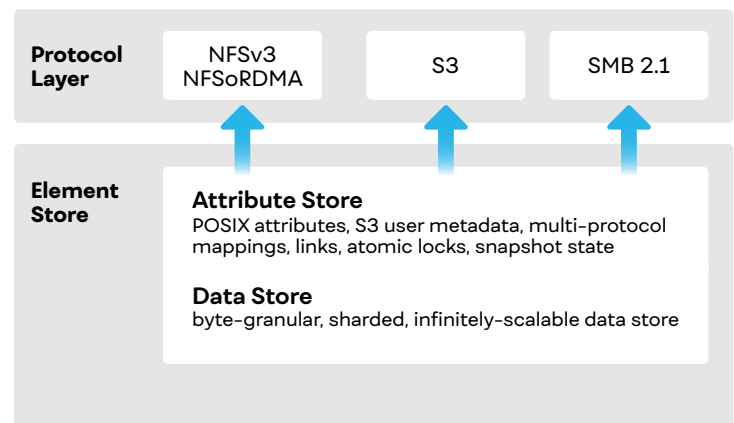 Protocol
Layer
NFSv3
NFSoRDMA
S3
SMB 2.1
Element
Store
Attribute Store
POSIX attributes, S3 user metadata, multi-protocol
mappings, links, atomic locks, snapshot state
Data Store
byte-granular, sharded, infinitely-scalable data store